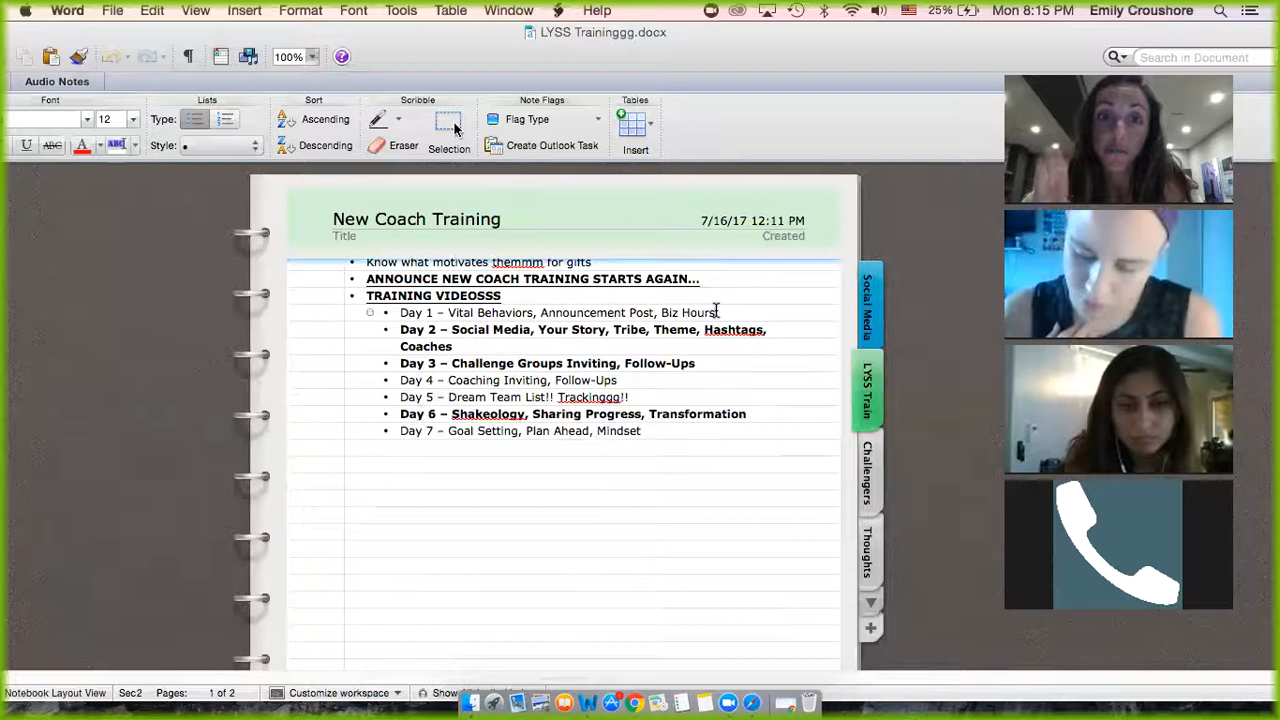 Word File Edit View Insert Format Font Tools Table Window Help 25% Mon 8:15 PM Emily Croushore
LYSS Traininggg.docx
100% Search in Document
Audio Notes
Font Lists Sort Scribble Note Flags Tables
12 Type: Ascending Flag Type
U ABC A ABC Style: • Descending Eraser Selection Create Outlook Task Insert
New Coach Training 7/16/17 12:11 PM
Title Created
• Know what motivates themmm for gifts
• ANNOUNCE NEW COACH TRAINING STARTS AGAIN...
• TRAINING VIDEOSSS
• Day 1 – Vital Behaviors, Announcement Post, Biz Hours
• Day 2 – Social Media, Your Story, Tribe, Theme, Hashtags,
Coaches
• Day 3 – Challenge Groups Inviting, Follow-Ups
• Day 4 – Coaching Inviting, Follow-Ups
• Day 5 – Dream Team List!! Trackinggg!!
• Day 6 – Shakeology, Sharing Progress, Transformation
• Day 7 – Goal Setting, Plan Ahead, Mindset
Social Media
LYSS Train
Challengers
Thoughts
Notebook Layout View Sec2 Pages: 1 of 2 Customize workspace Show